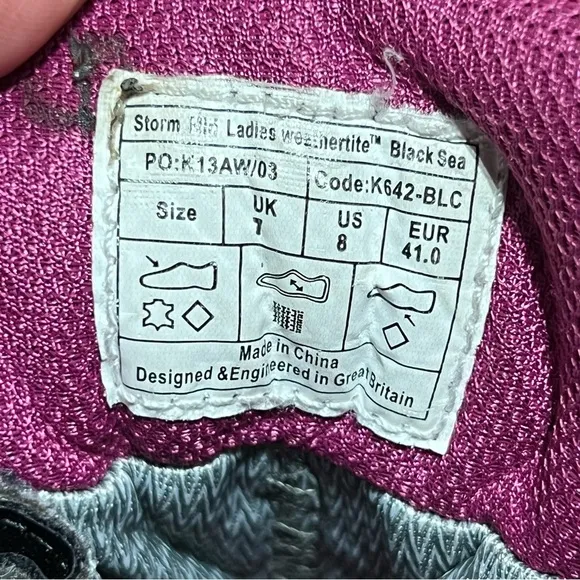 Storm Ladies weathertite™ Black Sea
PO:K13AW/03 Code:K642-BLC
Size UK 7 US 8 EUR 41.0
Made in China
Designed & Engineered in Great Britain